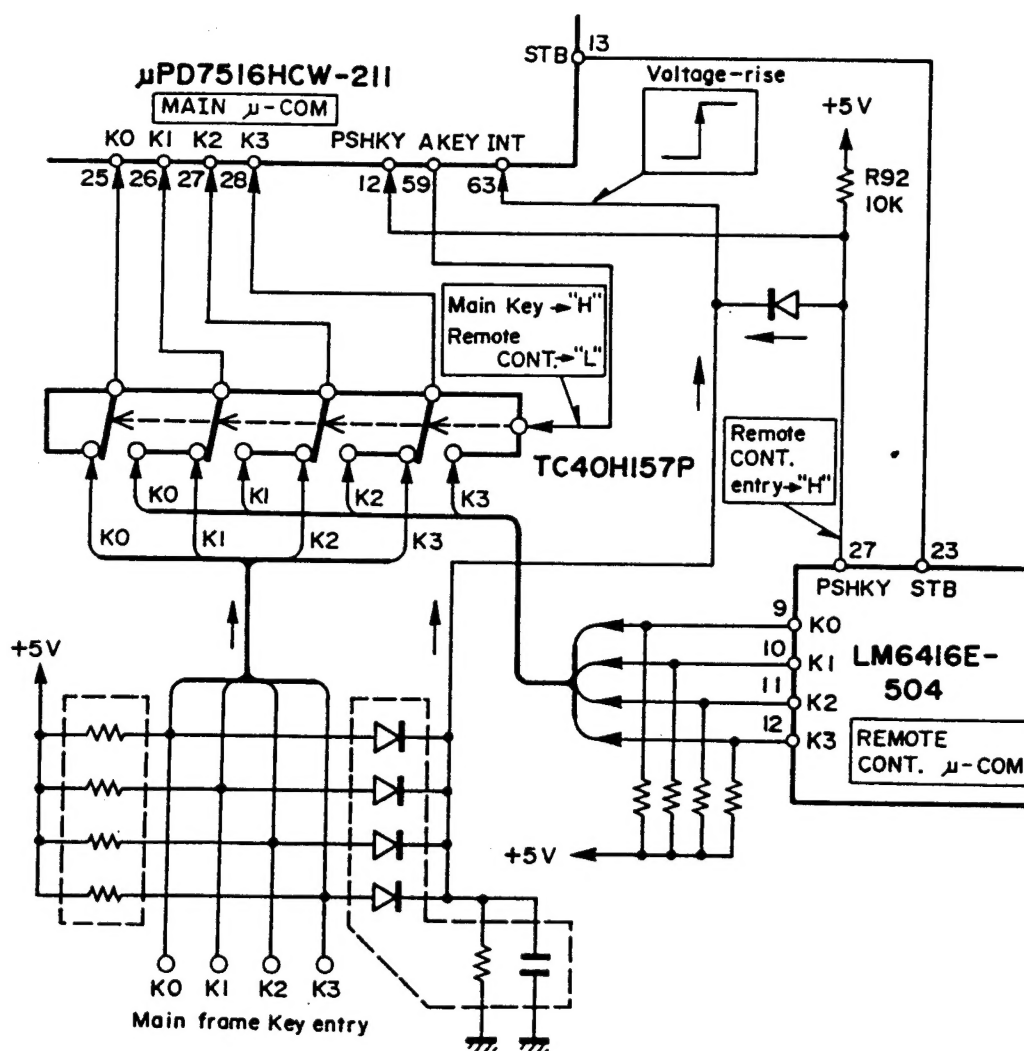 STB 13
μPD7516HCW-211
MAIN μ-COM
Voltage-rise
+5V
K0 K1 K2 K3 PSHKY AKEY INT
25 26 27 28 12 59 63
R92
10K
Main Key→"H"
Remote
CONT.→"L"
TC40H157P
Remote
CONT.
entry→"H"
K0 K1 K2 K3
K0 K1 K2 K3
27 23
PSHKY STB
9 K0
10 K1
11 K2
12 K3
LM6416E-
504
REMOTE
CONT. μ-COM
+5V
+5V
K0 K1 K2 K3
Main frame Key entry